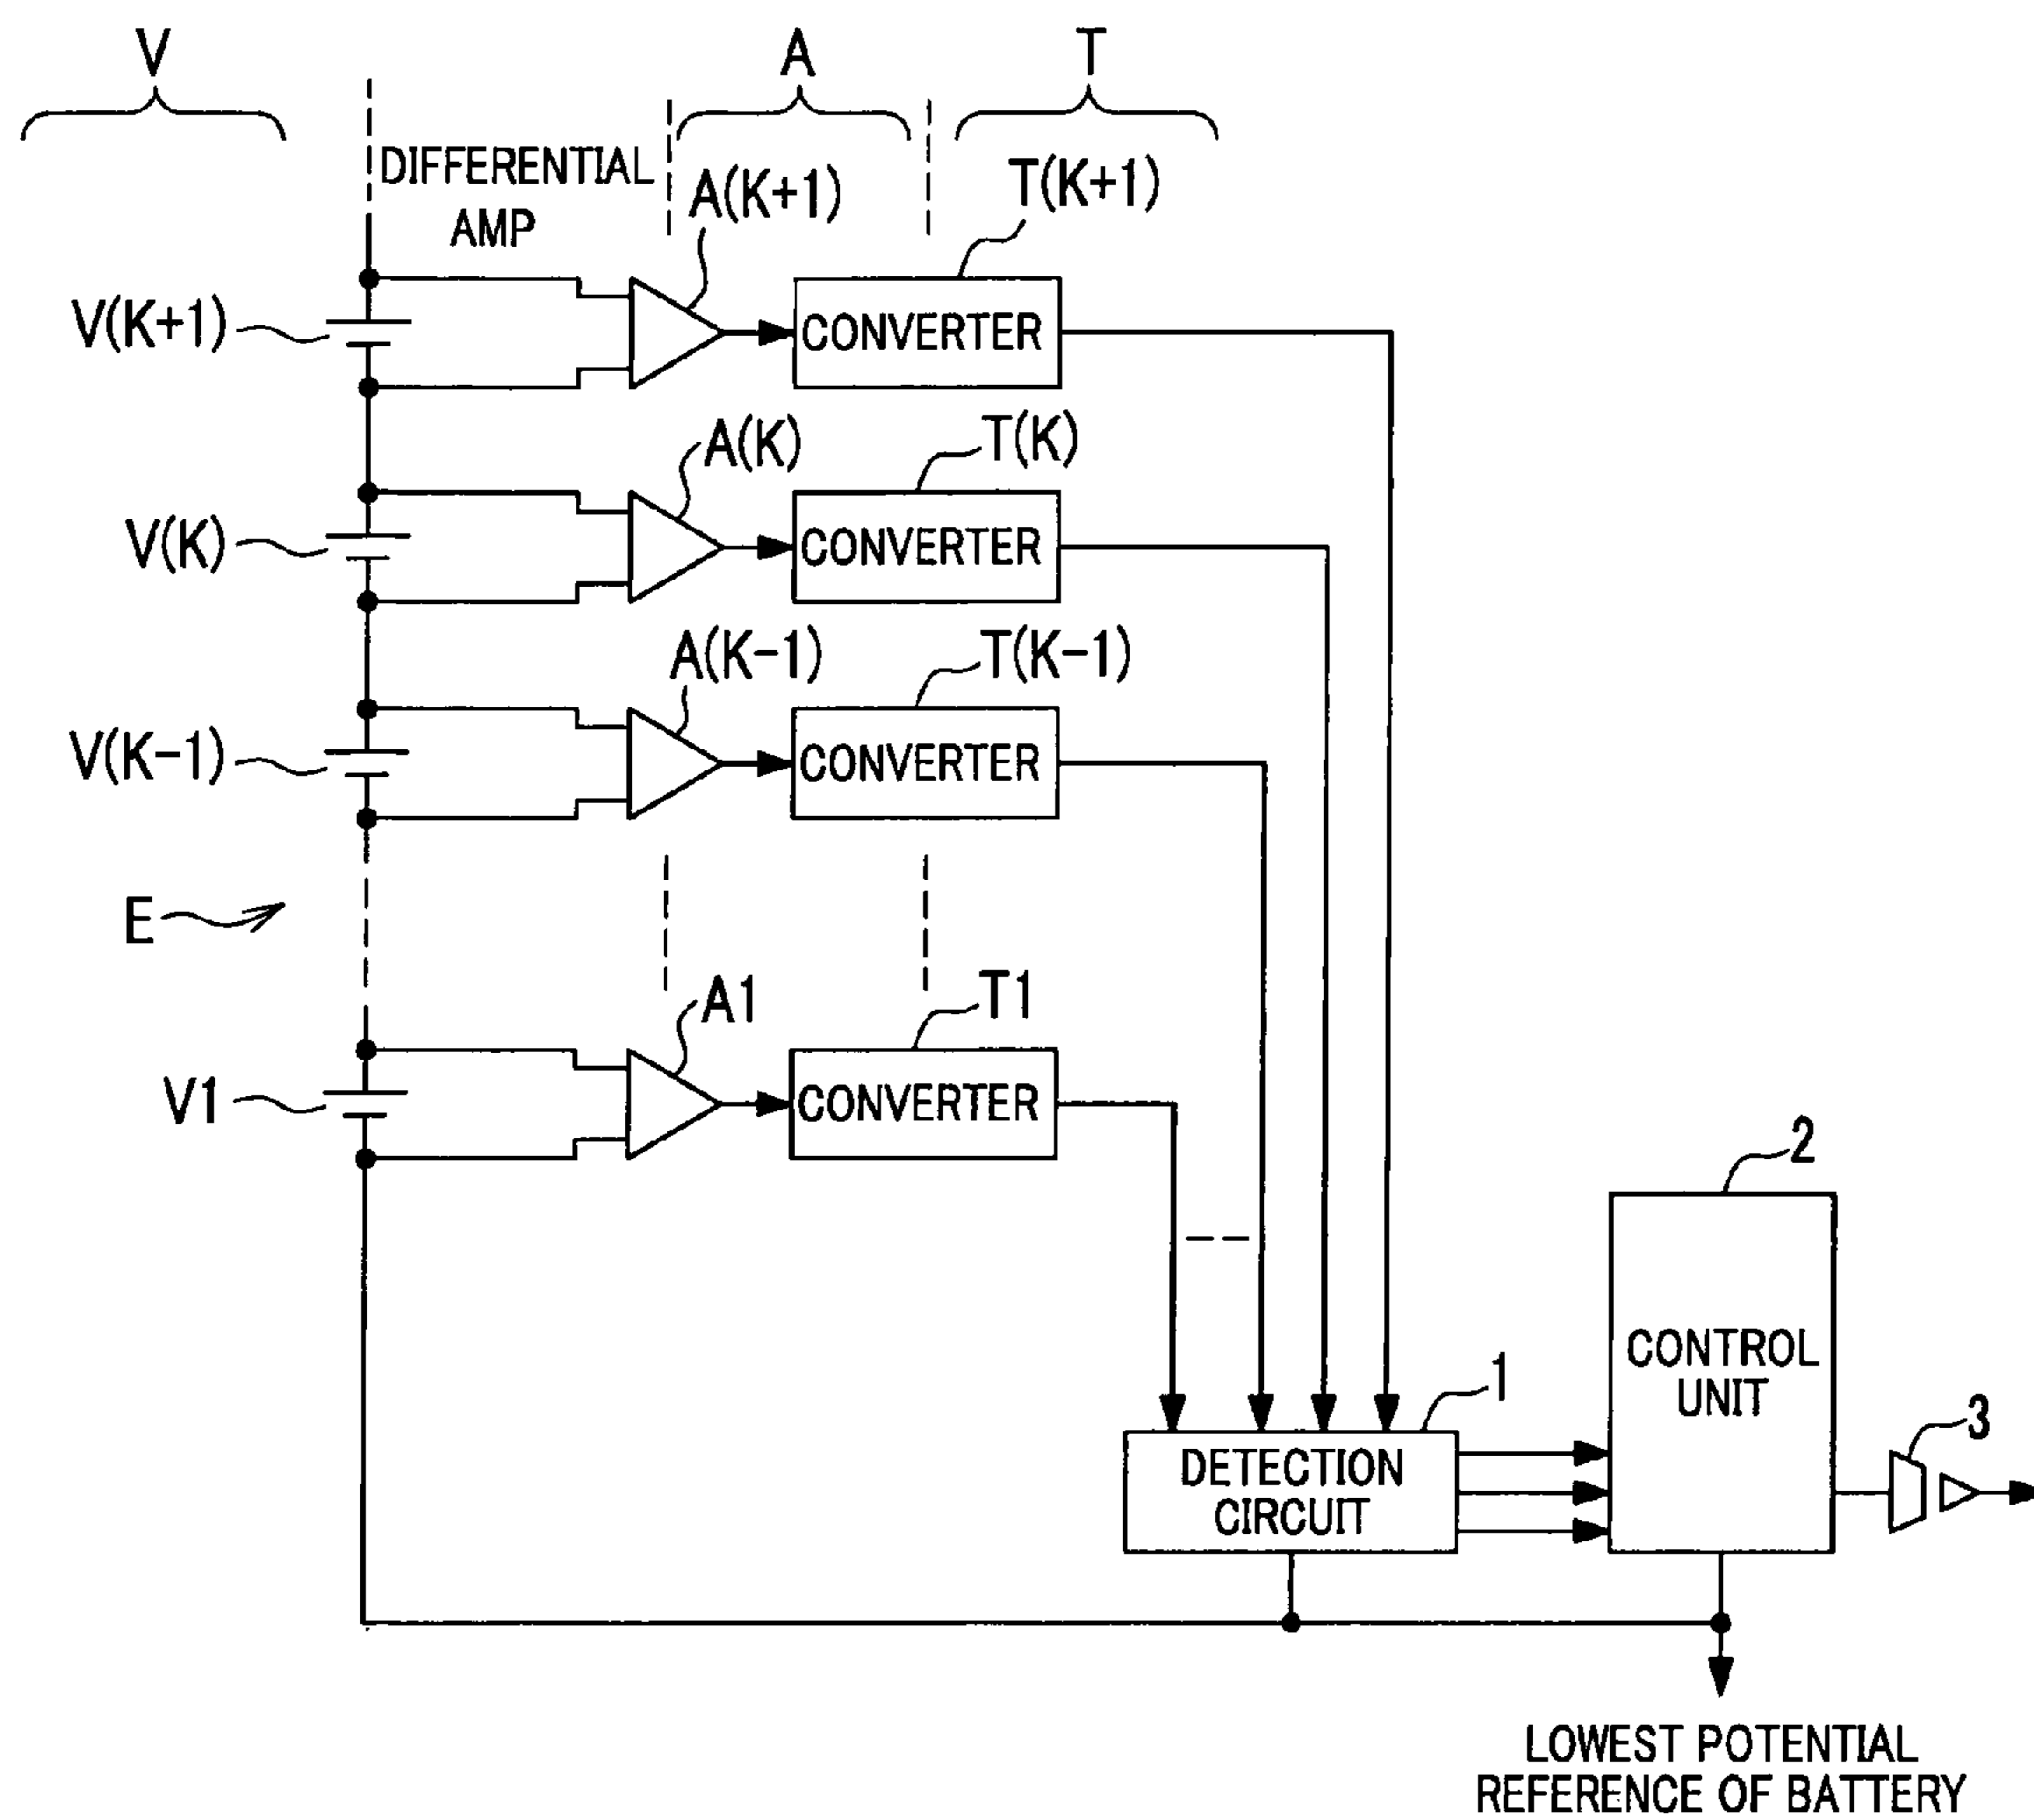 V
A
T
DIFFERENTIAL
AMP
A(K+1)
T(K+1)
V(K+1)
CONVERTER
A(K)
T(K)
V(K)
CONVERTER
A(K-1)
T(K-1)
V(K-1)
CONVERTER
E
A1
T1
V1
CONVERTER
2
CONTROL
UNIT
1
3
DETECTION
CIRCUIT
LOWEST POTENTIAL
REFERENCE OF BATTERY